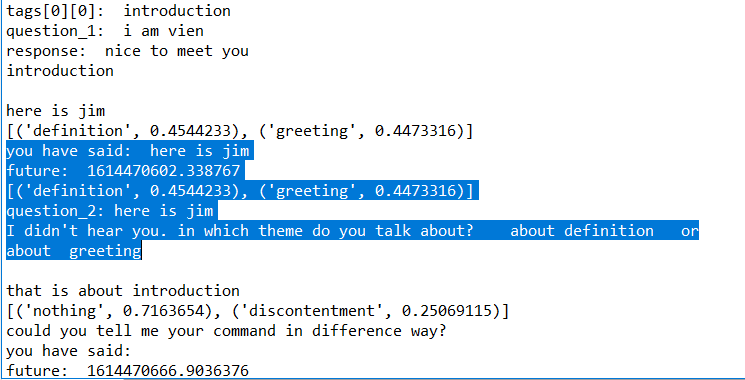 tags[0][0]:  introduction
question_1:  i am vien
response:  nice to meet you
introduction

here is jim
[('definition', 0.4544233), ('greeting', 0.4473316)]
you have said:  here is jim
future:  1614470602.338767
[('definition', 0.4544233), ('greeting', 0.4473316)]
question_2: here is jim
I didn't hear you. in which theme do you talk about?    about definition   or
about  greeting

that is about introduction
[('nothing', 0.7163654), ('discontentment', 0.25069115)]
could you tell me your command in difference way?
you have said:
future:  1614470666.9036376